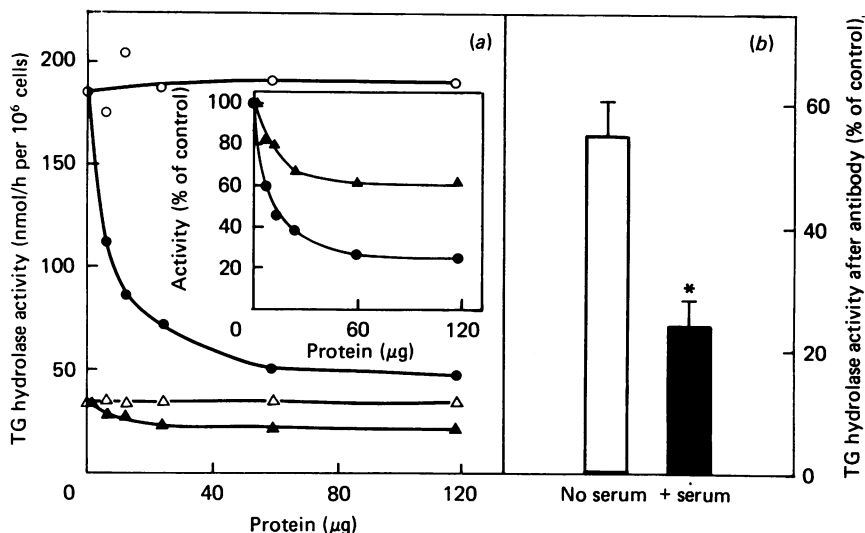 TG hydrolase activity (nmol/h per 10⁶ cells)
200
150
100
50
0
40
80
120
Protein (μg)
(a)
Activity (% of control)
100
80
60
40
20
0
60
120
Protein (μg)
(b)
*
No serum
+ serum
60
40
20
0
TG hydrolase activity after antibody (% of control)